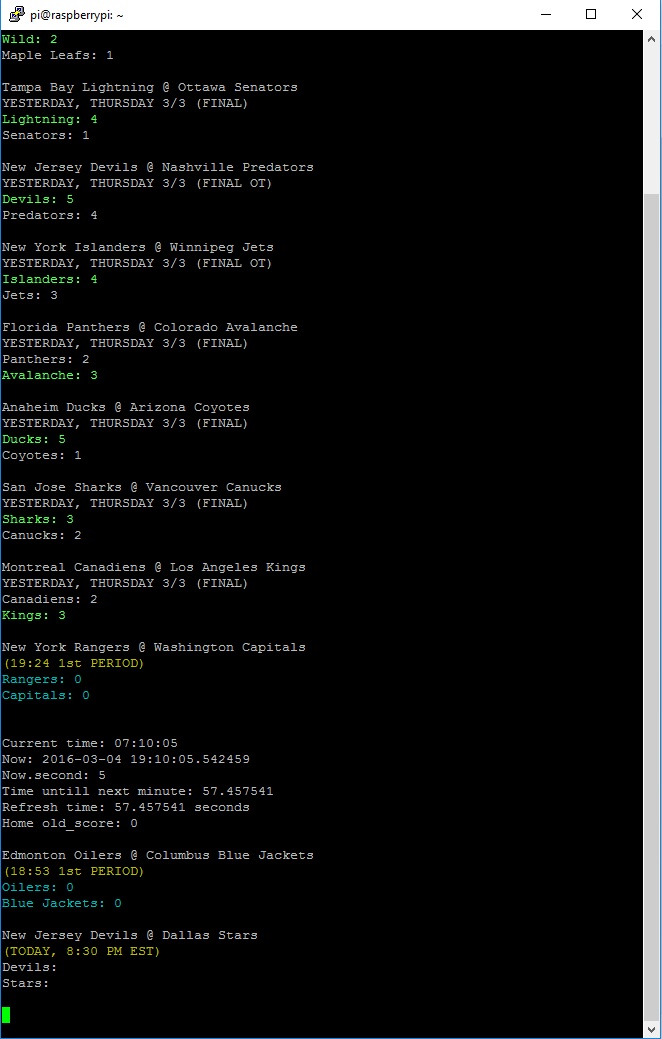 pi@raspberrypi: ~
Wild: 2
Maple Leafs: 1
Tampa Bay Lightning @ Ottawa Senators
YESTERDAY, THURSDAY 3/3 (FINAL)
Lightning: 4
Senators: 1
New Jersey Devils @ Nashville Predators
YESTERDAY, THURSDAY 3/3 (FINAL OT)
Devils: 5
Predators: 4
New York Islanders @ Winnipeg Jets
YESTERDAY, THURSDAY 3/3 (FINAL OT)
Islanders: 4
Jets: 3
Florida Panthers @ Colorado Avalanche
YESTERDAY, THURSDAY 3/3 (FINAL)
Panthers: 2
Avalanche: 3
Anaheim Ducks @ Arizona Coyotes
YESTERDAY, THURSDAY 3/3 (FINAL)
Ducks: 5
Coyotes: 1
San Jose Sharks @ Vancouver Canucks
YESTERDAY, THURSDAY 3/3 (FINAL)
Sharks: 3
Canucks: 2
Montreal Canadiens @ Los Angeles Kings
YESTERDAY, THURSDAY 3/3 (FINAL)
Canadiens: 2
Kings: 3
New York Rangers @ Washington Capitals
(19:24 1st PERIOD)
Rangers: 0
Capitals: 0
Current time: 07:10:05
Now: 2016-03-04 19:10:05.542459
Now.second: 5
Time untill next minute: 57.457541
Refresh time: 57.457541 seconds
Home old_score: 0
Edmonton Oilers @ Columbus Blue Jackets
(18:53 1st PERIOD)
Oilers: 0
Blue Jackets: 0
New Jersey Devils @ Dallas Stars
(TODAY, 8:30 PM EST)
Devils:
Stars: